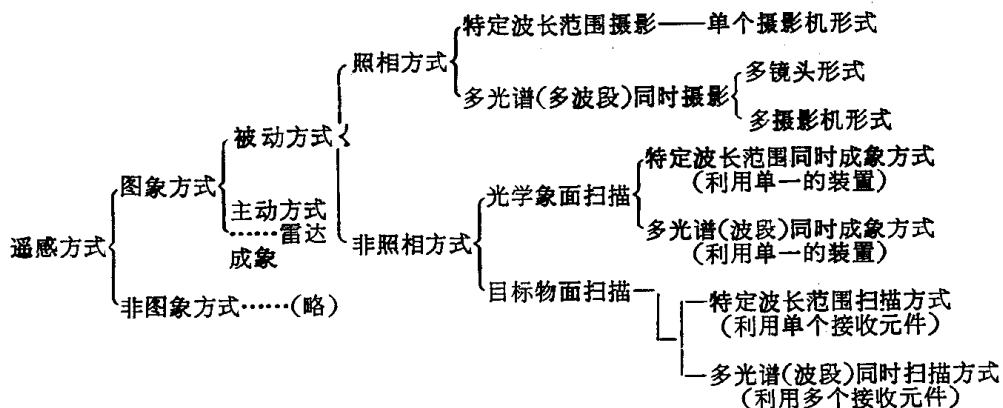 特定波长范围摄影——单个摄影机形式
照相方式
多镜头形式
多光谱(多波段)同时摄影
多摄影机形式
被动方式
特定波长范围同时成象方式
(利用单一的装置)
图象方式
光学象面扫描
主动方式
……雷达
成象
多光谱(波段)同时成象方式
(利用单一的装置)
遥感方式
非照相方式
目标物面扫描
特定波长范围扫描方式
(利用单个接收元件)
非图象方式……(略)
多光谱(波段)同时扫描方式
(利用多个接收元件)